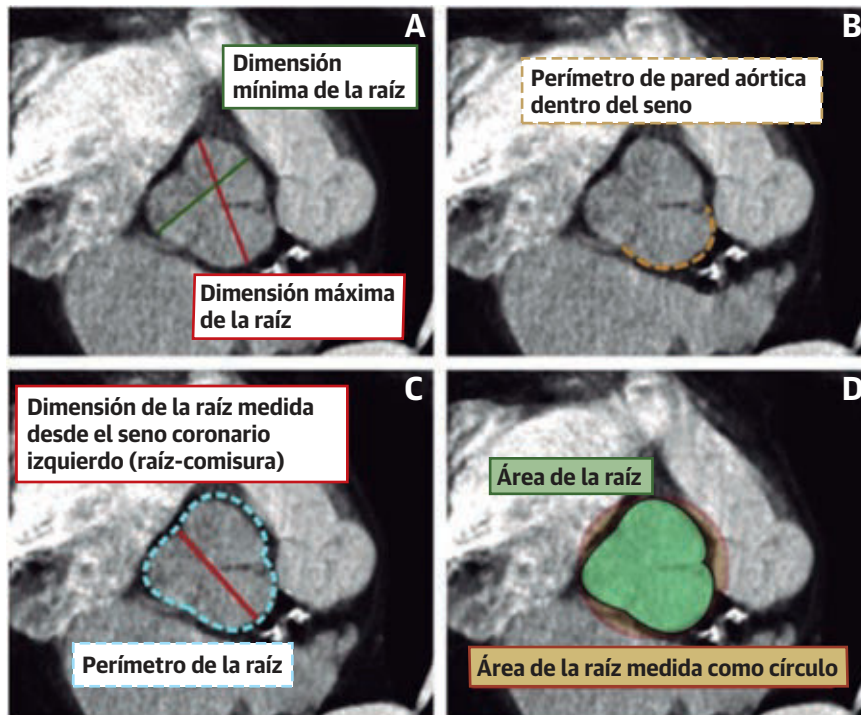 A
Dimensión
mínima de la raíz
Dimensión máxima
de la raíz
B
Perímetro de pared aórtica
dentro del seno
C
Dimensión de la raíz medida
desde el seno coronario
izquierdo (raíz-comisura)
Perímetro de la raíz
D
Área de la raíz
Área de la raíz medida como círculo